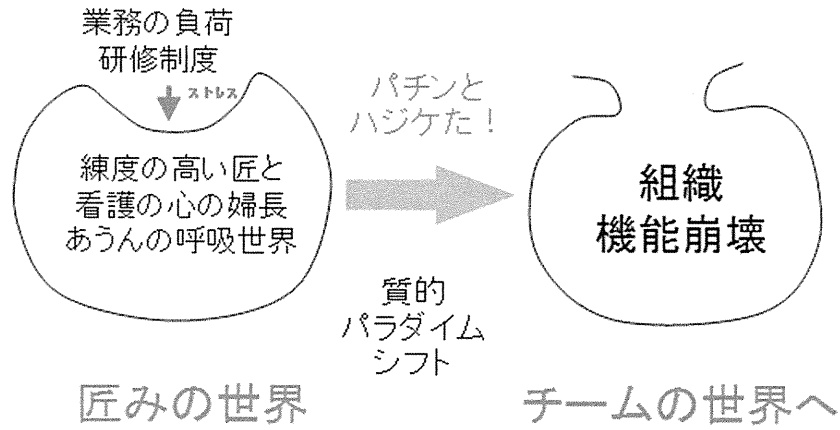 業務の負荷
研修制度
ストレス
練度の高い匠と
看護の心の婦長
あうんの呼吸世界
匠みの世界
パチンと
ハジケた！
質的
パラダイム
シフト
組織
機能崩壊
チームの世界へ